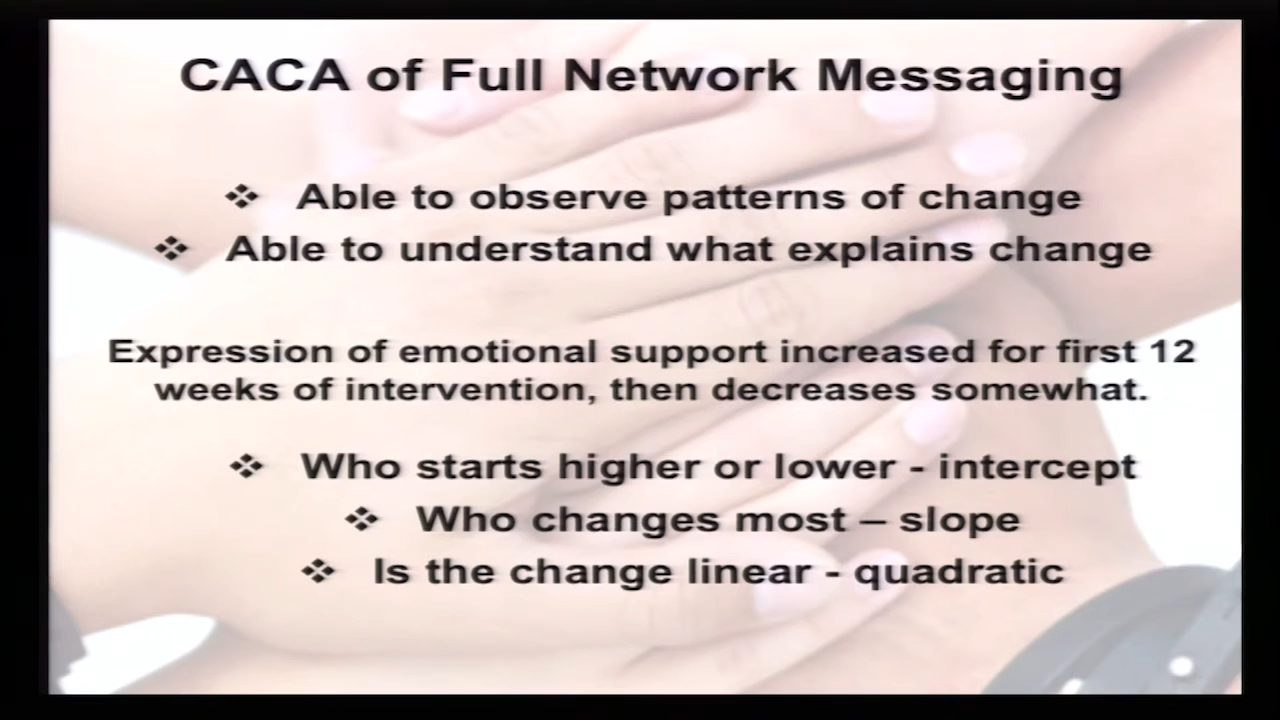 CACA of Full Network Messaging
❖ Able to observe patterns of change
❖ Able to understand what explains change
Expression of emotional support increased for first 12
weeks of intervention, then decreases somewhat.
❖ Who starts higher or lower - intercept
❖ Who changes most – slope
❖ Is the change linear - quadratic